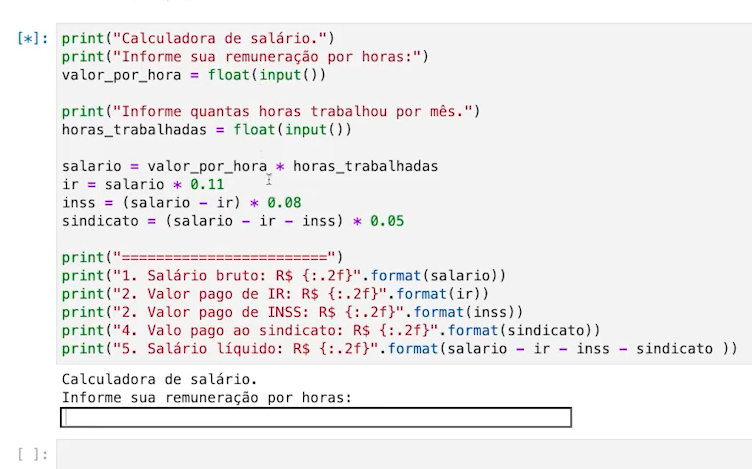 [*]: print("Calculadora de salário.")
print("Informe sua remuneração por horas:")
valor_por_hora = float(input())
print("Informe quantas horas trabalhou por mês.")
horas_trabalhadas = float(input())
salario = valor_por_hora * horas_trabalhadas
ir = salario * 0.11
inss = (salario - ir) * 0.08
sindicato = (salario - ir - inss) * 0.05
print("========================")
print("1. Salário bruto: R$ {:.2f}".format(salario))
print("2. Valor pago de IR: R$ {:.2f}".format(ir))
print("2. Valor pago de INSS: R$ {:.2f}".format(inss))
print("4. Valo pago ao sindicato: R$ {:.2f}".format(sindicato))
print("5. Salário líquido: R$ {:.2f}".format(salario - ir - inss - sindicato ))
Calculadora de salário.
Informe sua remuneração por horas:
[ ]: